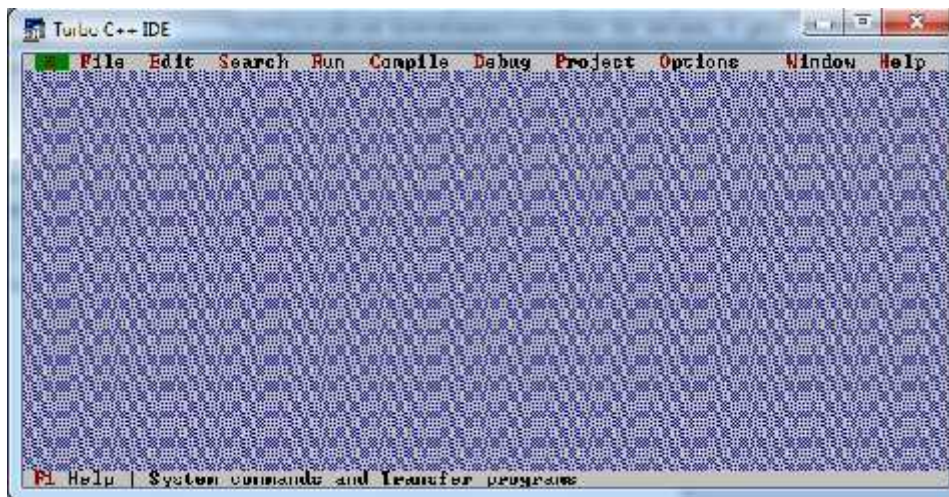 Turbo C++ IDE
≡ File Edit Search Run Compile Debug Project Options Window Help
F1 Help | System commands and Transfer programs